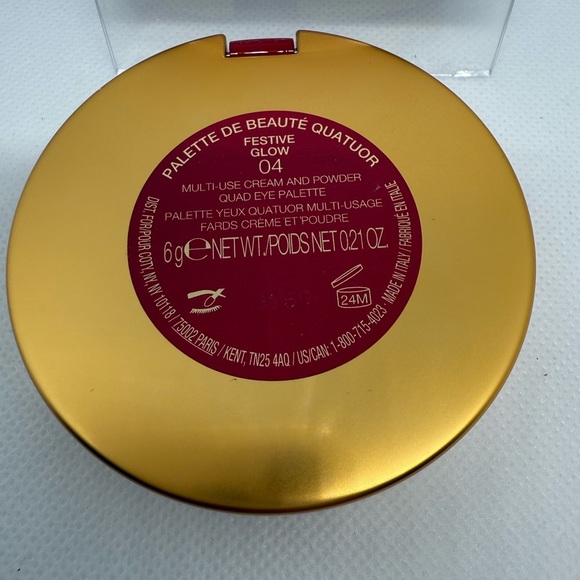 PALETTE DE BEAUTÉ QUATUOR
FESTIVE
GLOW
04
MULTI-USE CREAM AND POWDER
QUAD EYE PALETTE
PALETTE YEUX QUATUOR MULTI-USAGE
FARDS CRÈME ET POUDRE
6 g ℮ NET WT./POIDS NET 0.21 OZ.
24M
DIST. FOR/POUR COTY, NY, NY 10118 / 75002 PARIS / KENT, TN25 4AQ / US/CAN: 1-800-715-4023 - MADE IN ITALY / FABRIQUÉ EN ITALIE